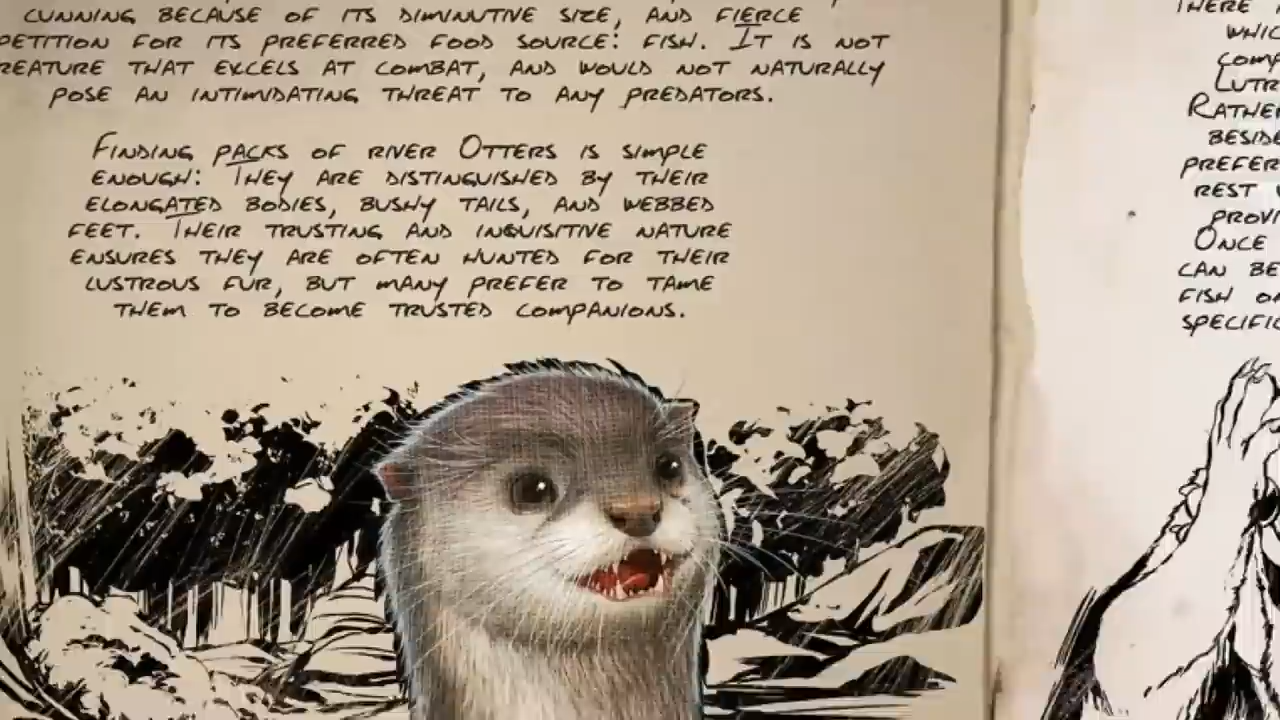 CUNNING BECAUSE OF ITS DIMINUTIVE SIZE, AND FIERCE
PETITION FOR ITS PREFERRED FOOD SOURCE: FISH. IT IS NOT
REATURE THAT EXCELS AT COMBAT, AND WOULD NOT NATURALLY
POSE AN INTIMIDATING THREAT TO ANY PREDATORS.
FINDING PACKS OF RIVER OTTERS IS SIMPLE
ENOUGH: THEY ARE DISTINGUISHED BY THEIR
ELONGATED BODIES, BUSHY TAILS, AND WEBBED
FEET. THEIR TRUSTING AND INQUISITIVE NATURE
ENSURES THEY ARE OFTEN HUNTED FOR THEIR
LUSTROUS FUR, BUT MANY PREFER TO TAME
THEM TO BECOME TRUSTED COMPANIONS.
THERE
WHIC
COMP
LUTR
RATHE
BESIDE
PREFER
REST
PROVI
ONCE
CAN BE
FISH O
SPECIFIC